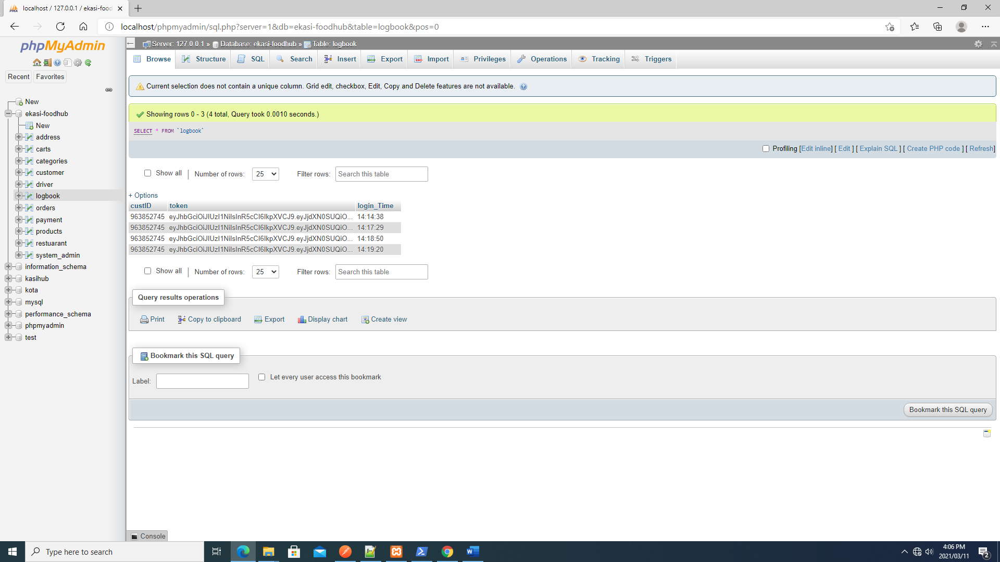 localhost / 127.0.0.1 / ekasi-food
localhost/phpmyadmin/sql.php?server=1&db=ekasi-foodhub&table=logbook&pos=0
phpMyAdmin
Recent Favorites
New
ekasi-foodhub
New
address
carts
categories
customer
driver
logbook
orders
payment
products
restuarant
system_admin
information_schema
kasihub
kota
mysql
performance_schema
phpmyadmin
test
Server: 127.0.0.1 » Database: ekasi-foodhub » Table: logbook
Browse Structure SQL Search Insert Export Import Privileges Operations Tracking Triggers
Current selection does not contain a unique column. Grid edit, checkbox, Edit, Copy and Delete features are not available.
Showing rows 0 - 3 (4 total, Query took 0.0010 seconds.)
SELECT * FROM `logbook`
Profiling [Edit inline] [ Edit ] [ Explain SQL ] [ Create PHP code ] [ Refresh]
Show all | Number of rows: 25 Filter rows: Search this table
+ Options
custID token login_Time
963852745 eyJhbGciOiJIUzI1NiIsInR5cCI6IkpXVCJ9.eyJjdXN0SUQiO... 14:14:38
963852745 eyJhbGciOiJIUzI1NiIsInR5cCI6IkpXVCJ9.eyJjdXN0SUQiO... 14:17:29
963852745 eyJhbGciOiJIUzI1NiIsInR5cCI6IkpXVCJ9.eyJjdXN0SUQiO... 14:18:50
963852745 eyJhbGciOiJIUzI1NiIsInR5cCI6IkpXVCJ9.eyJjdXN0SUQiO... 14:19:20
Show all | Number of rows: 25 Filter rows: Search this table
Query results operations
Print Copy to clipboard Export Display chart Create view
Bookmark this SQL query
Label: Let every user access this bookmark
Bookmark this SQL query
Console
Type here to search
4:06 PM
2021/03/11
2